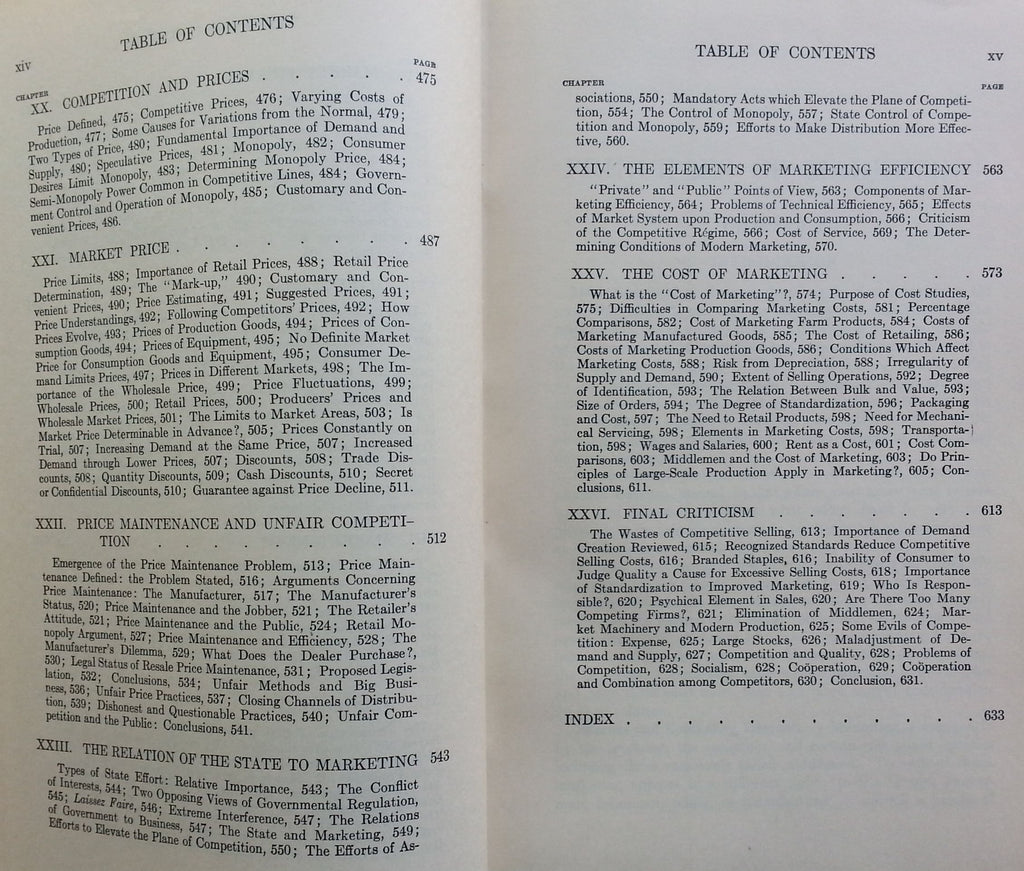 xiv
TABLE OF CONTENTS
CHAPTER
PAGE
XX. COMPETITION AND PRICES . . . . . 475
Price Defined, 475; Competitive Prices, 476; Varying Costs of
Production, 477; Some Causes for Variations from the Normal, 479;
Two Types of Price, 480; Fundamental Importance of Demand and
Supply, 480; Speculative Prices, 481; Monopoly, 482; Consumer
Desires Limit Monopoly, 483; Determining Monopoly Price, 484;
Semi-Monopoly Power Common in Competitive Lines, 484; Govern-
ment Control and Operation of Monopoly, 485; Customary and Con-
venient Prices, 486.
XXI. MARKET PRICE . . . . . . . . 487
Price Limits, 488; Importance of Retail Prices, 488; Retail Price
Determination, 489; The "Mark-up," 490; Customary and Con-
venient Prices, 490; Price Estimating, 491; Suggested Prices, 491;
Price Understandings, 492; Following Competitors' Prices, 492; How
Prices Evolve, 493; Prices of Production Goods, 494; Prices of Con-
sumption Goods, 494; Prices of Equipment, 495; No Definite Market
Price for Consumption Goods and Equipment, 495; Consumer De-
mand Limits Prices, 497; Prices in Different Markets, 498; The Im-
portance of the Wholesale Price, 499; Price Fluctuations, 499;
Wholesale Prices, 500; Retail Prices, 500; Producers' Prices and
Wholesale Market Prices, 501; The Limits to Market Areas, 503; Is
Market Price Determinable in Advance?, 505; Prices Constantly on
Trial, 507; Increasing Demand at the Same Price, 507; Increased
Demand through Lower Prices, 507; Discounts, 508; Trade Dis-
counts, 508; Quantity Discounts, 509; Cash Discounts, 510; Secret
or Confidential Discounts, 510; Guarantee against Price Decline, 511.
XXII. PRICE MAINTENANCE AND UNFAIR COMPETI-
TION . . . . . . . . . 512
Emergence of the Price Maintenance Problem, 513; Price Main-
tenance Defined: the Problem Stated, 516; Arguments Concerning
Price Maintenance: The Manufacturer, 517; The Manufacturer's
Status, 520; Price Maintenance and the Jobber, 521; The Retailer's
Attitude, 521; Price Maintenance and the Public, 524; Retail Mo-
nopoly Argument, 527; Price Maintenance and Efficiency, 528; The
Manufacturer's Dilemma, 529; What Does the Dealer Purchase?,
530; Legal Status of Resale Price Maintenance, 531; Proposed Legis-
lation, 532; Conclusions, 534; Unfair Methods and Big Busi-
ness, 536; Unfair Price Practices, 537; Closing Channels of Distribu-
tion, 539; Dishonest and Questionable Practices, 540; Unfair Com-
petition and the Public: Conclusions, 541.
XXIII. THE RELATION OF THE STATE TO MARKETING 543
Types of State Effort: Relative Importance, 543; The Conflict
of Interests, 544; Two Opposing Views of Governmental Regulation,
545; Laissez Faire, 546; Extreme Interference, 547; The Relations
of Government to Business, 547; The State and Marketing, 549;
Efforts to Elevate the Plane of Competition, 550; The Efforts of As-
TABLE OF CONTENTS
xv
CHAPTER
PAGE
sociations, 550; Mandatory Acts which Elevate the Plane of Competi-
tion, 554; The Control of Monopoly, 557; State Control of Compe-
tition and Monopoly, 559; Efforts to Make Distribution More Effec-
tive, 560.
XXIV. THE ELEMENTS OF MARKETING EFFICIENCY 563
"Private" and "Public" Points of View, 563; Components of Mar-
keting Efficiency, 564; Problems of Technical Efficiency, 565; Effects
of Market System upon Production and Consumption, 566; Criticism
of the Competitive Régime, 566; Cost of Service, 569; The Deter-
mining Conditions of Modern Marketing, 570.
XXV. THE COST OF MARKETING . . . . . 573
What is the "Cost of Marketing"?, 574; Purpose of Cost Studies,
575; Difficulties in Comparing Marketing Costs, 581; Percentage
Comparisons, 582; Cost of Marketing Farm Products, 584; Costs of
Marketing Manufactured Goods, 585; The Cost of Retailing, 586;
Costs of Marketing Production Goods, 586; Conditions Which Affect
Marketing Costs, 588; Risk from Depreciation, 588; Irregularity of
Supply and Demand, 590; Extent of Selling Operations, 592; Degree
of Identification, 593; The Relation Between Bulk and Value, 593;
Size of Orders, 594; The Degree of Standardization, 596; Packaging
and Cost, 597; The Need to Retail Products, 598; Need for Mechani-
cal Servicing, 598; Elements in Marketing Costs, 598; Transporta-
tion, 598; Wages and Salaries, 600; Rent as a Cost, 601; Cost Com-
parisons, 603; Middlemen and the Cost of Marketing, 603; Do Prin-
ciples of Large-Scale Production Apply in Marketing?, 605; Con-
clusions, 611.
XXVI. FINAL CRITICISM . . . . . . . 613
The Wastes of Competitive Selling, 613; Importance of Demand
Creation Reviewed, 615; Recognized Standards Reduce Competitive
Selling Costs, 616; Branded Staples, 616; Inability of Consumer to
Judge Quality a Cause for Excessive Selling Costs, 618; Importance
of Standardization to Improved Marketing, 619; Who Is Respon-
sible?, 620; Psychical Element in Sales, 620; Are There Too Many
Competing Firms?, 621; Elimination of Middlemen, 624; Mar-
ket Machinery and Modern Production, 625; Some Evils of Compe-
tition: Expense, 625; Large Stocks, 626; Maladjustment of De-
mand and Supply, 627; Competition and Quality, 628; Problems of
Competition, 628; Socialism, 628; Coöperation, 629; Coöperation
and Combination among Competitors, 630; Conclusion, 631.
INDEX . . . . . . . . . . . . 633